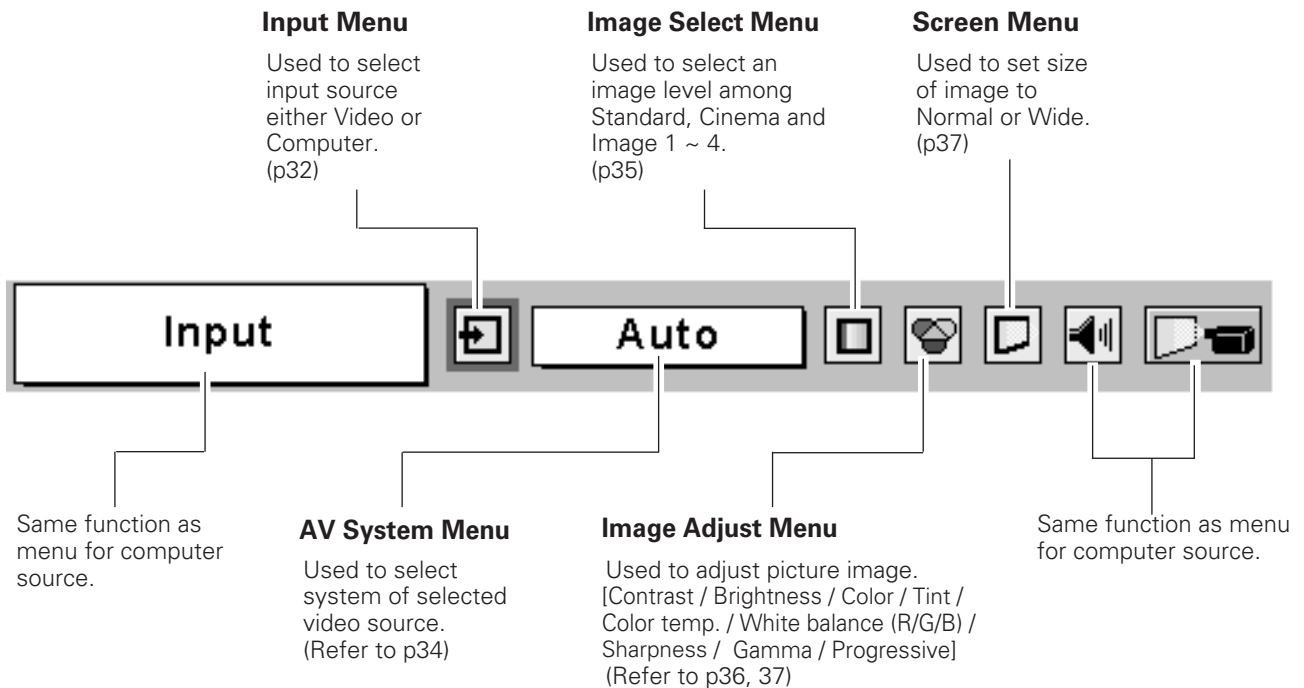 Input Menu
Used to select
input source
either Video or
Computer.
(p32)
Image Select Menu
Used to select an
image level among
Standard, Cinema and
Image 1 ~ 4.
(p35)
Screen Menu
Used to set size
of image to
Normal or Wide.
(p37)
Input
Auto
Same function as
menu for computer
source.
AV System Menu
Used to select
system of selected
video source.
(Refer to p34)
Image Adjust Menu
Used to adjust picture image.
[Contrast / Brightness / Color / Tint /
Color temp. / White balance (R/G/B) /
Sharpness /  Gamma / Progressive]
(Refer to p36, 37)
Same function as menu
for computer source.